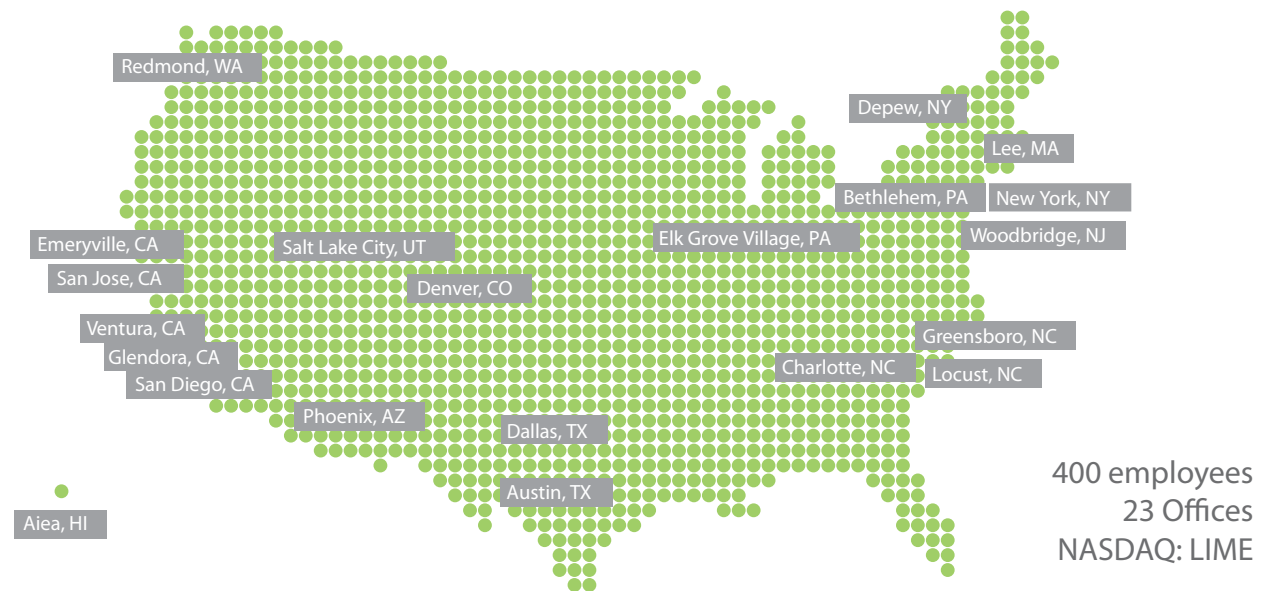 Redmond, WA
Depew, NY
Lee, MA
Bethlehem, PA
New York, NY
Emeryville, CA
Salt Lake City, UT
Elk Grove Village, PA
Woodbridge, NJ
San Jose, CA
Denver, CO
Ventura, CA
Greensboro, NC
Glendora, CA
Charlotte, NC
Locust, NC
San Diego, CA
Phoenix, AZ
Dallas, TX
Austin, TX
Aiea, HI
400 employees
23 Offices
NASDAQ: LIME